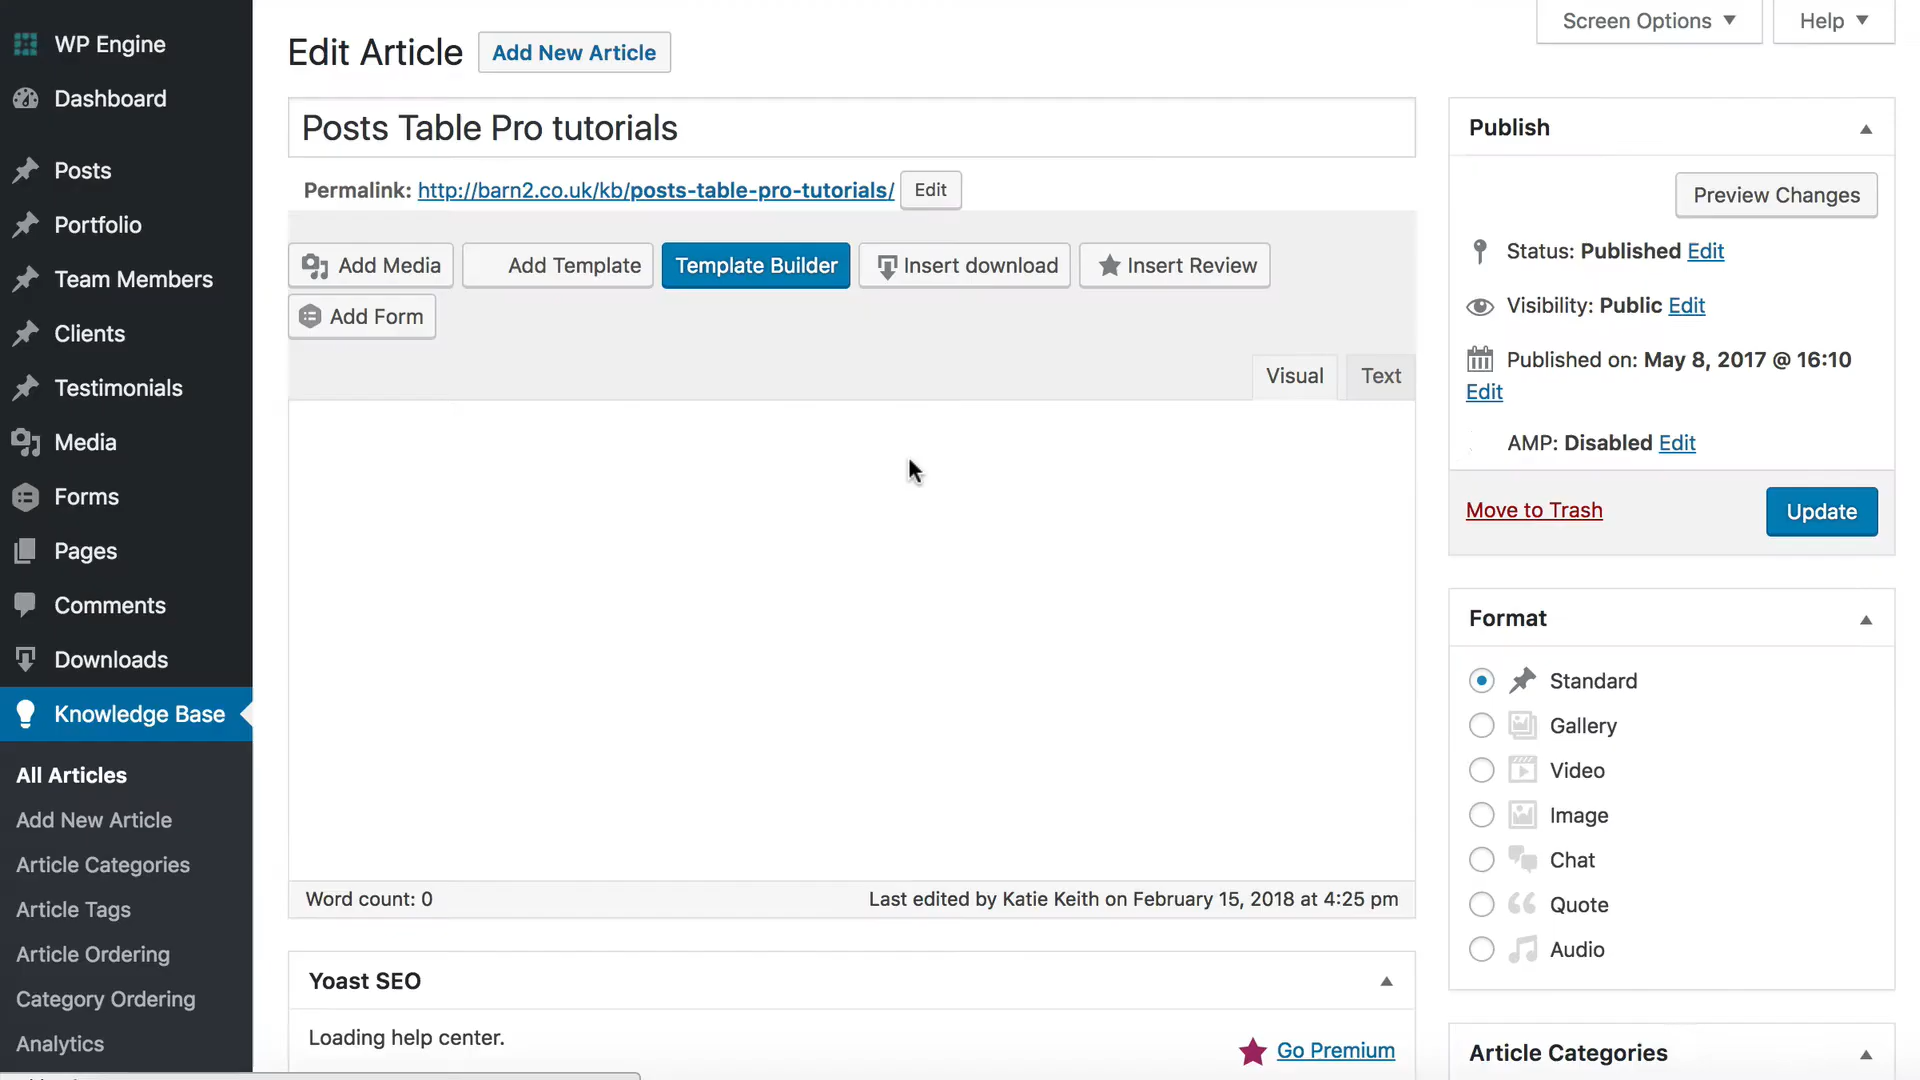 WP Engine
Dashboard
Posts
Portfolio
Team Members
Clients
Testimonials
Media
Forms
Pages
Comments
Downloads
Knowledge Base
All Articles
Add New Article
Article Categories
Article Tags
Article Ordering
Category Ordering
Analytics
Screen Options
Help
Edit Article
Add New Article
Posts Table Pro tutorials
Permalink: http://barn2.co.uk/kb/posts-table-pro-tutorials/ Edit
Add Media
Add Template
Template Builder
Insert download
Insert Review
Add Form
Visual
Text
Word count: 0
Last edited by Katie Keith on February 15, 2018 at 4:25 pm
Yoast SEO
Loading help center.
Go Premium
Publish
Preview Changes
Status: Published Edit
Visibility: Public Edit
Published on: May 8, 2017 @ 16:10
Edit
AMP: Disabled Edit
Move to Trash
Update
Format
Standard
Gallery
Video
Image
Chat
Quote
Audio
Article Categories